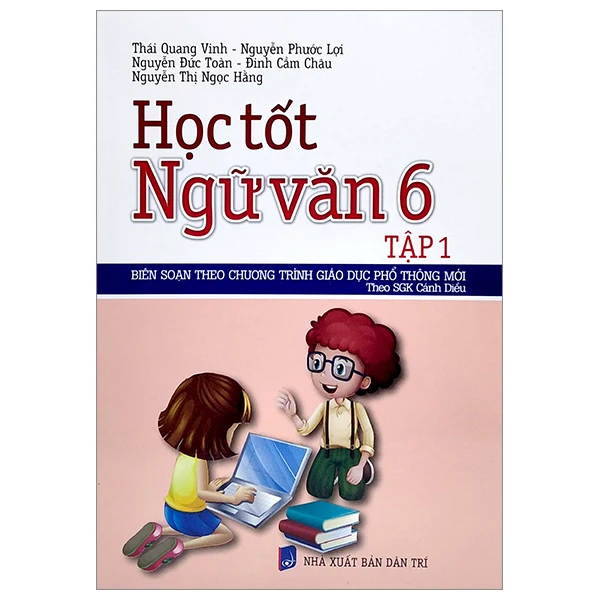 Thái Quang Vinh - Nguyễn Phước Lợi
Nguyễn Đức Toàn - Đinh Cẩm Châu
Nguyễn Thị Ngọc Hằng
Học tốt
Ngữ văn 6
TẬP 1
BIÊN SOẠN THEO CHƯƠNG TRÌNH GIÁO DỤC PHỔ THÔNG MỚI
Theo SGK Cánh Diều
NHÀ XUẤT BẢN DÂN TRÍ